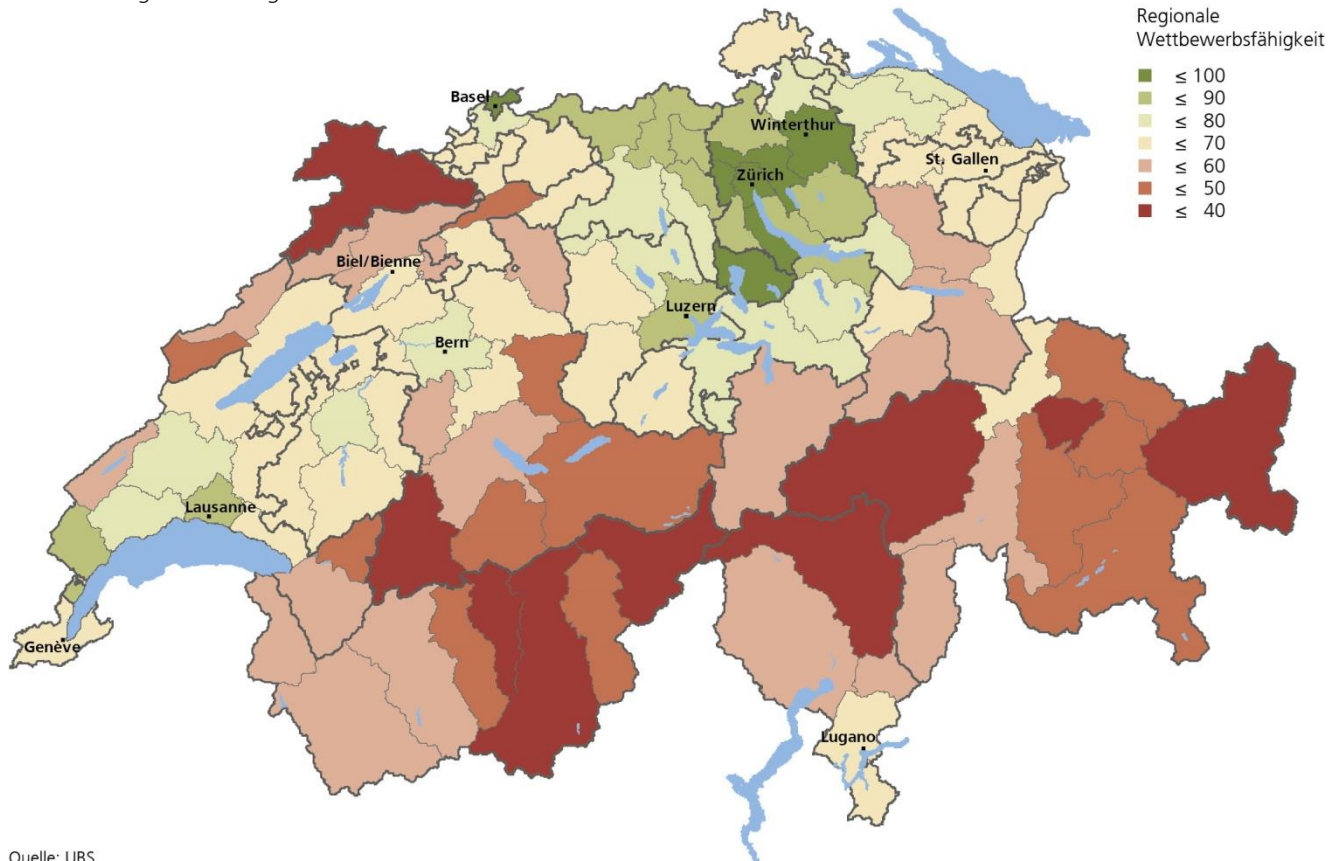 Regionale
Wettbewerbsfähigkeit
≤ 100
≤ 90
≤ 80
≤ 70
≤ 60
≤ 50
≤ 40
Basel
Winterthur
St. Gallen
Zürich
Biel/Bienne
Luzern
Bern
Lausanne
Genève
Lugano
Quelle: UBS